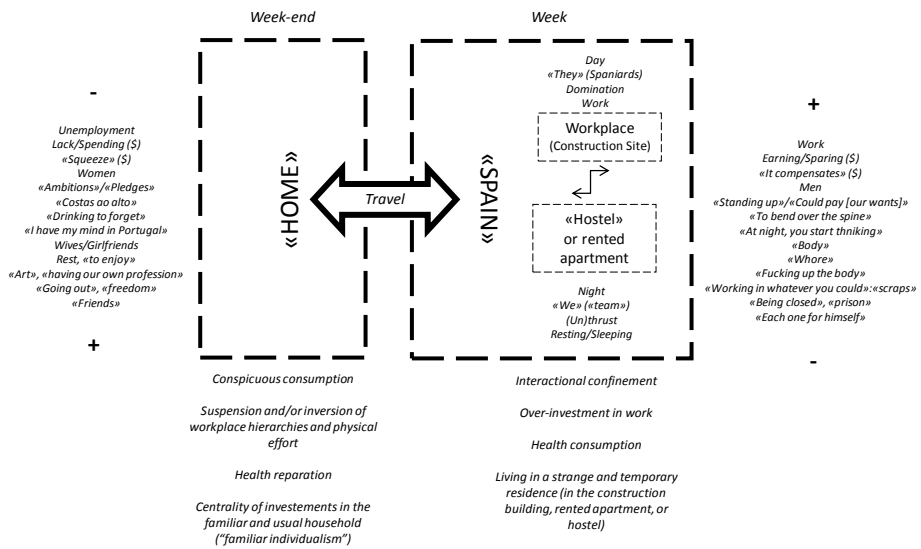 Week-end
Week
-
Unemployment
Lack/Spending ($)
«Squeeze» ($)
Women
«Ambitions»/«Pledges»
«Costas ao alto»
«Drinking to forget»
«I have my mind in Portugal»
Wives/Girlfriends
Rest, «to enjoy»
«Art», «having our own profession»
«Going out», «freedom»
«Friends»
+
«HOME»
Travel
«SPAIN»
Day
«They» (Spaniards)
Domination
Work
Workplace
(Construction Site)
«Hostel»
or rented
apartment
Night
«We» («team»)
(Un)thrust
Resting/Sleeping
+
Work
Earning/Sparing ($)
«It compensates» ($)
Men
«Standing up»/«Could pay [our wants]»
«To bend over the spine»
«At night, you start thniking»
«Body»
«Whore»
«Fucking up the body»
«Working in whatever you could»:«scraps»
«Being closed», «prison»
«Each one for himself»
-
Conspicuous consumption
Suspension and/or inversion of
workplace hierarchies and physical
effort
Health reparation
Centrality of investements in the
familiar and usual household
("familiar individualism")
Interactional confinement
Over-investment in work
Health consumption
Living in a strange and temporary
residence (in the construction
building, rented apartment, or
hostel)